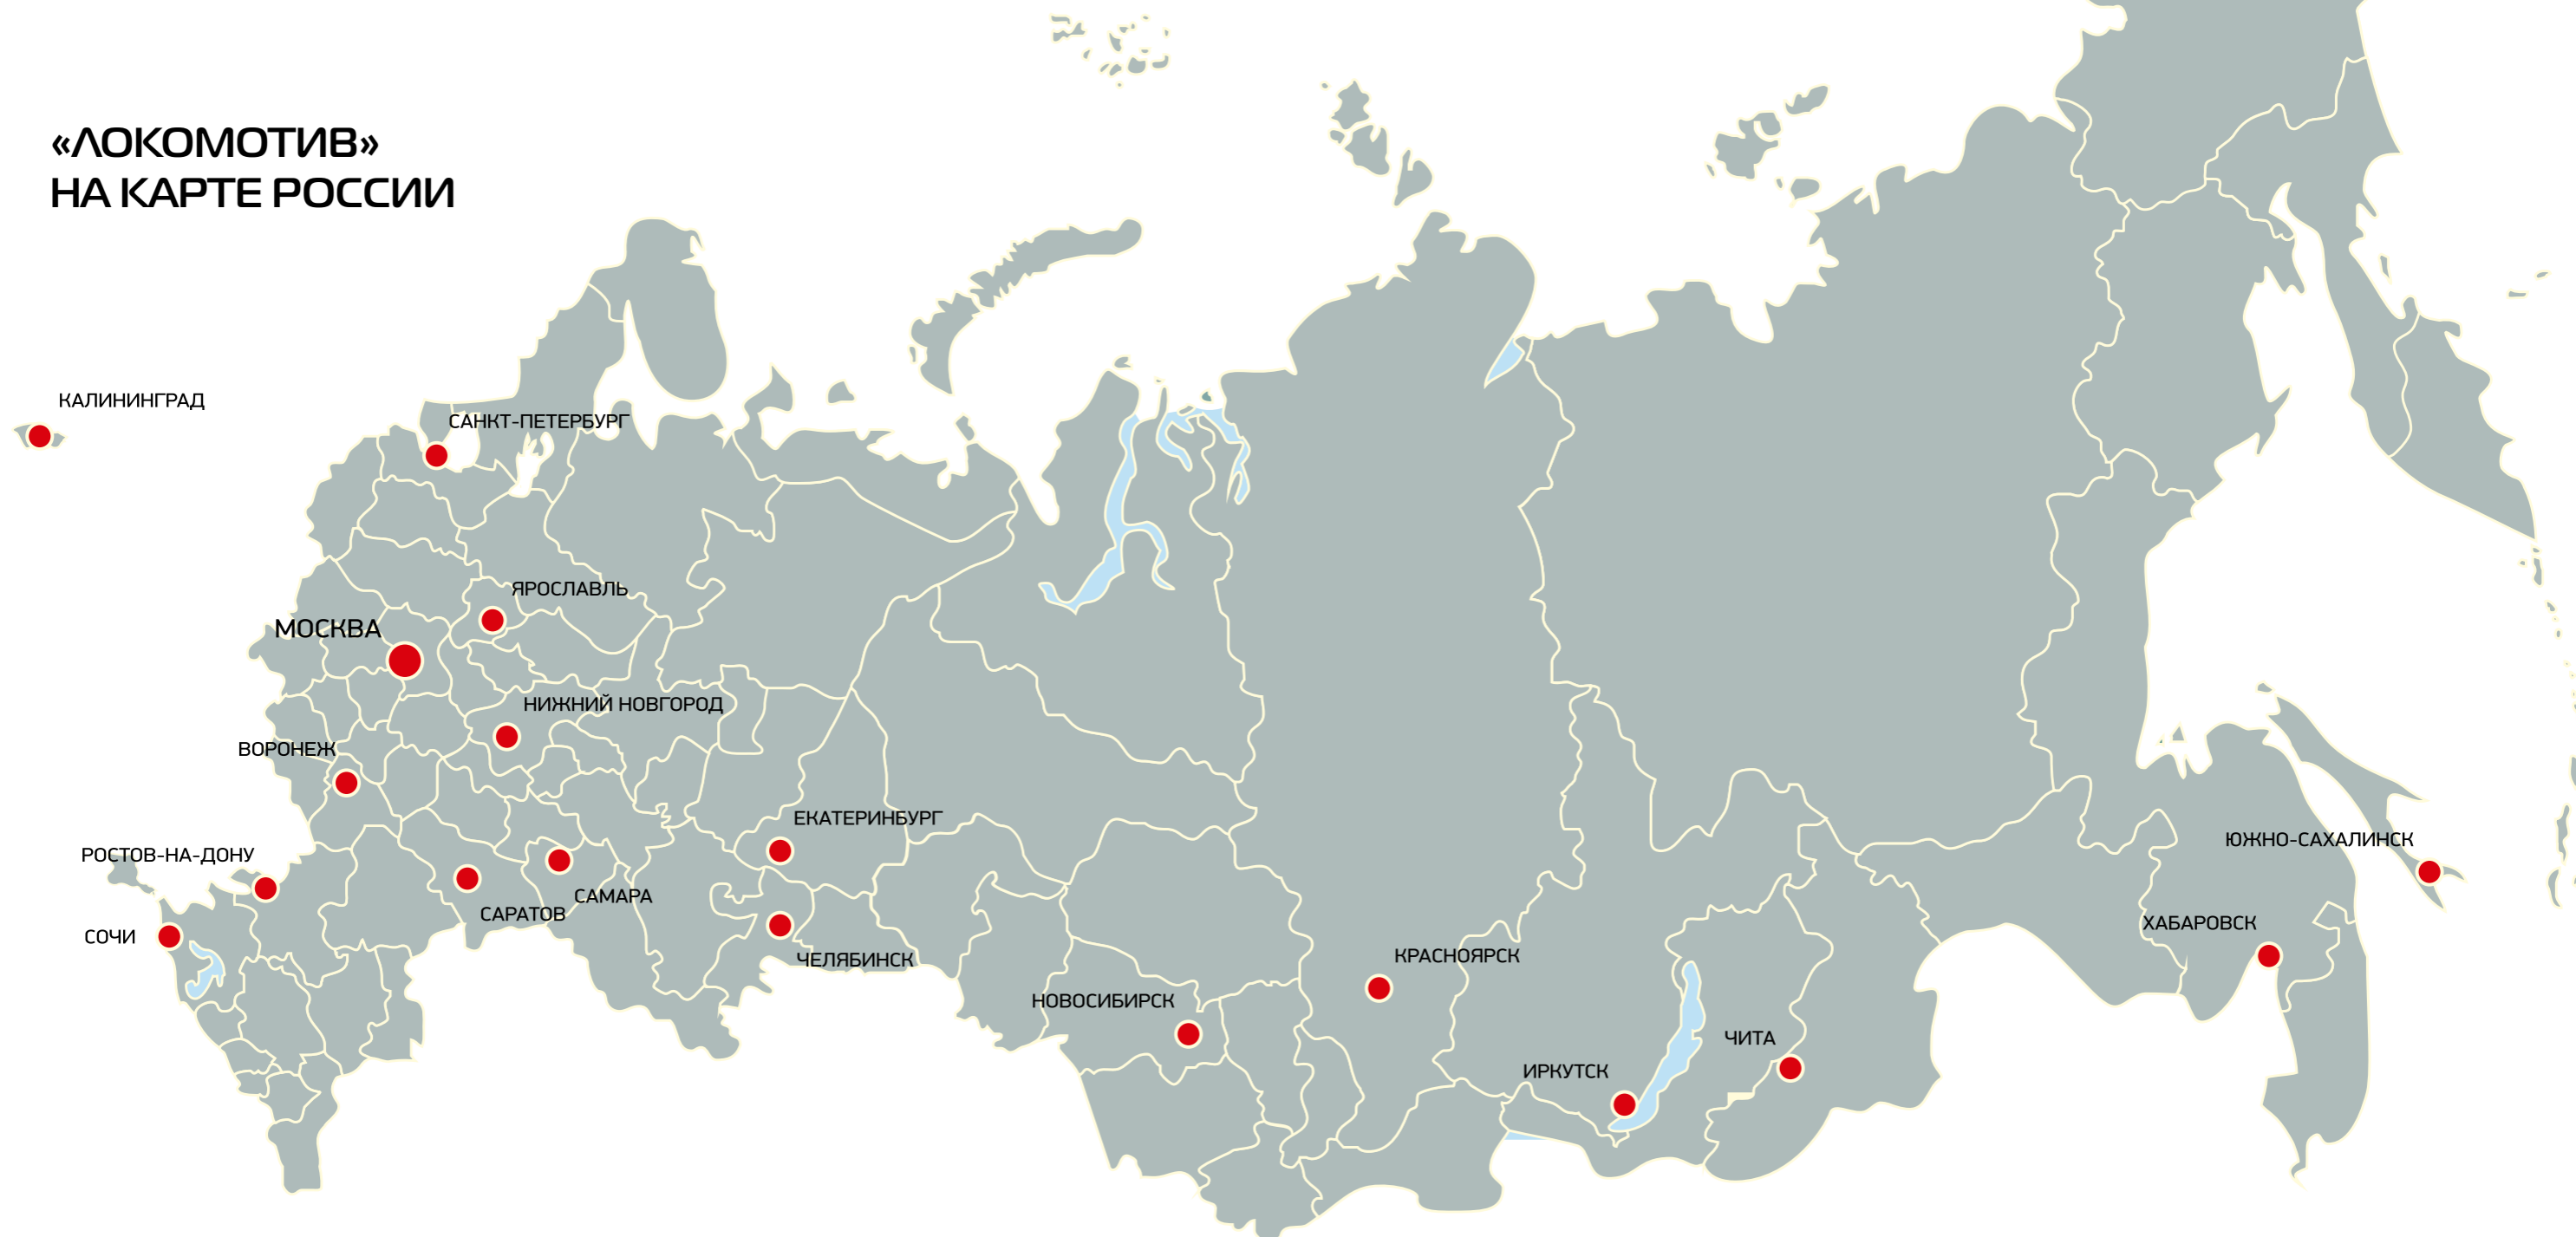 «ЛОКОМОТИВ»
НА КАРТЕ РОССИИ
КАЛИНИНГРАД
САНКТ-ПЕТЕРБУРГ
ЯРОСЛАВЛЬ
МОСКВА
НИЖНИЙ НОВГОРОД
ВОРОНЕЖ
ЕКАТЕРИНБУРГ
РОСТОВ-НА-ДОНУ
САМАРА
САРАТОВ
СОЧИ
ЧЕЛЯБИНСК
НОВОСИБИРСК
КРАСНОЯРСК
ИРКУТСК
ЧИТА
ЮЖНО-САХАЛИНСК
ХАБАРОВСК